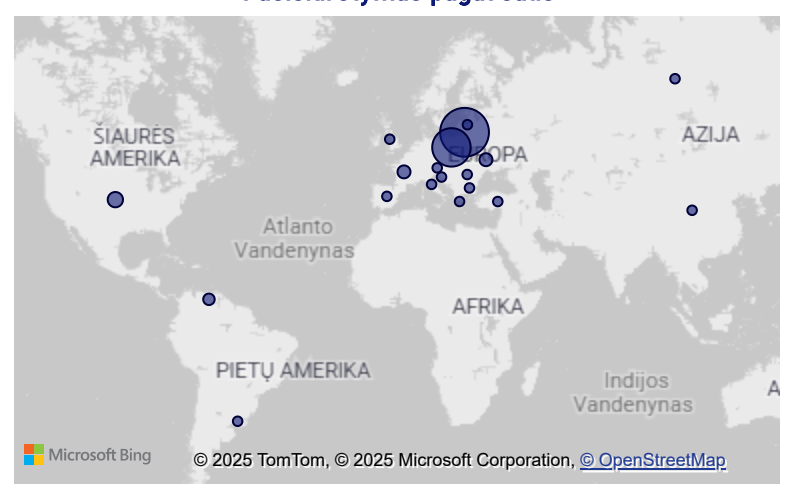 ŠIAURĖS
AMERIKA
AZIJA
EUROPA
Atlanto
Vandenynas
AFRIKA
PIETŲ AMERIKA
Indijos
Vandenynas
A
Microsoft Bing
© 2025 TomTom, © 2025 Microsoft Corporation, © OpenStreetMap